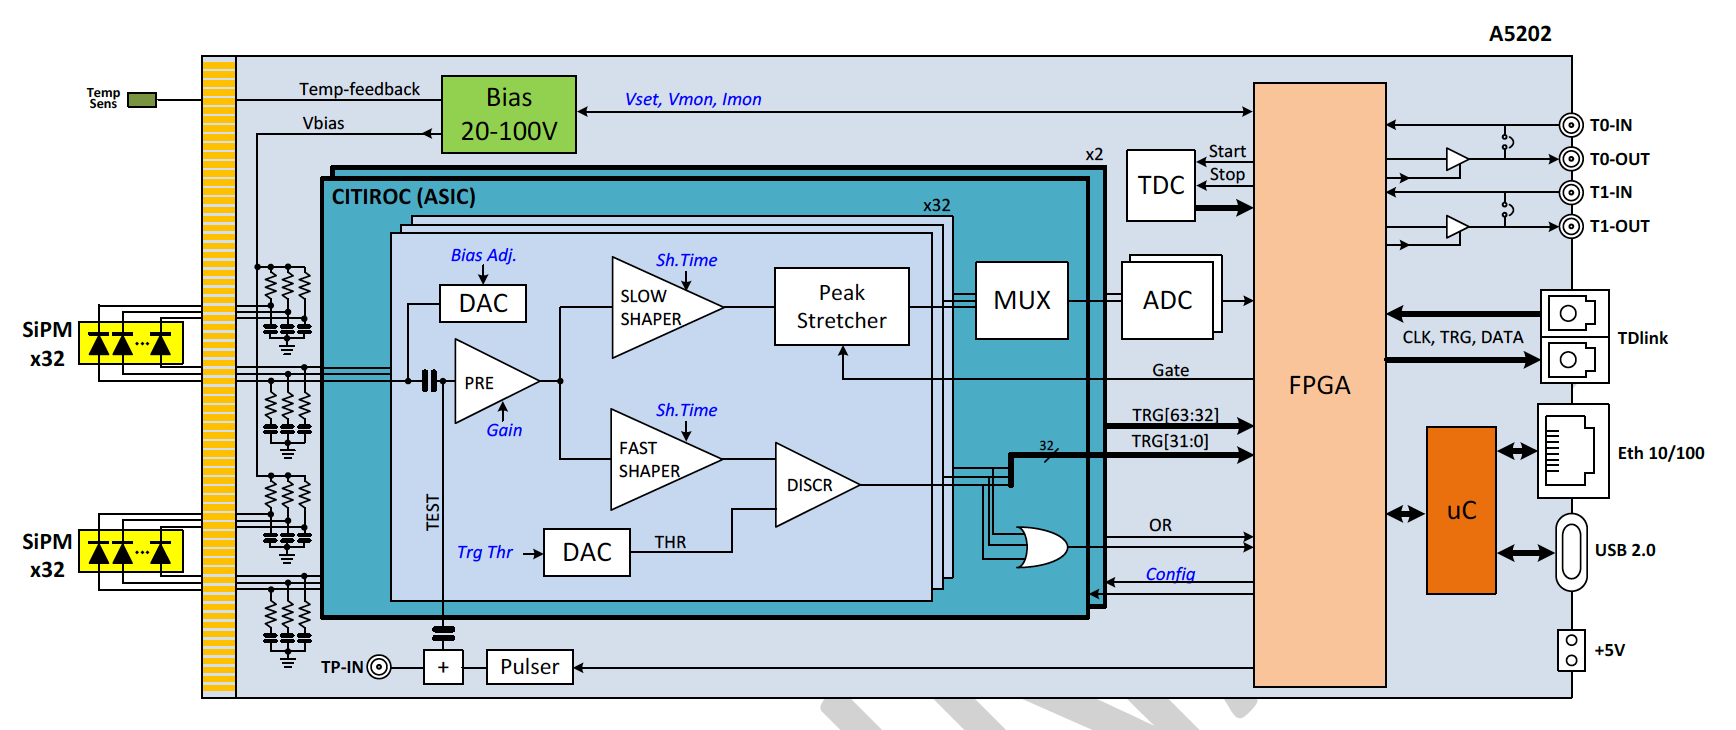 A5202
Temp
Sens
Temp-feedback
Vbias
Bias
20-100V
Vset, Vmon, Imon
T0-IN
T0-OUT
T1-IN
T1-OUT
x2
CITIROC (ASIC)
x32
Start
Stop
TDC
Bias Adj.
DAC
Sh.Time
SLOW
SHAPER
Peak
Stretcher
MUX
ADC
SiPM
x32
CLK, TRG, DATA
TDlink
PRE
Gain
Gate
FPGA
Sh.Time
FAST
SHAPER
DISCR
TRG[63:32]
TRG[31:0]
32
Eth 10/100
TEST
uC
SiPM
x32
Trg Thr
DAC
THR
OR
USB 2.0
Config
TP-IN
+
Pulser
+5V